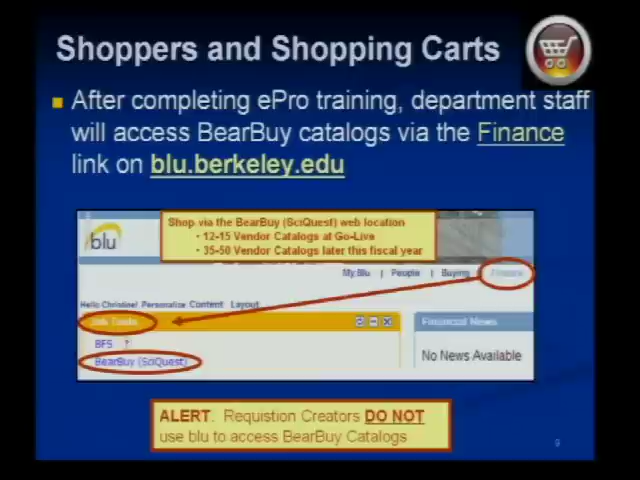 Shoppers and Shopping Carts
After completing ePro training, department staff
will access BearBuy catalogs via the Finance
link on blu.berkeley.edu
Shop via the BearBuy (SciQuest) web location
• 12-15 Vendor Catalogs at Go-Live
• 35-50 Vendor Catalogs later this fiscal year
blu
My Blu | People | Buying | Finance
Hello Christine! Personalize Content Layout
Job Tools
Financial News
BFS
No News Available
BearBuy (SciQuest)
ALERT. Requistion Creators DO NOT
use blu to access BearBuy Catalogs
9